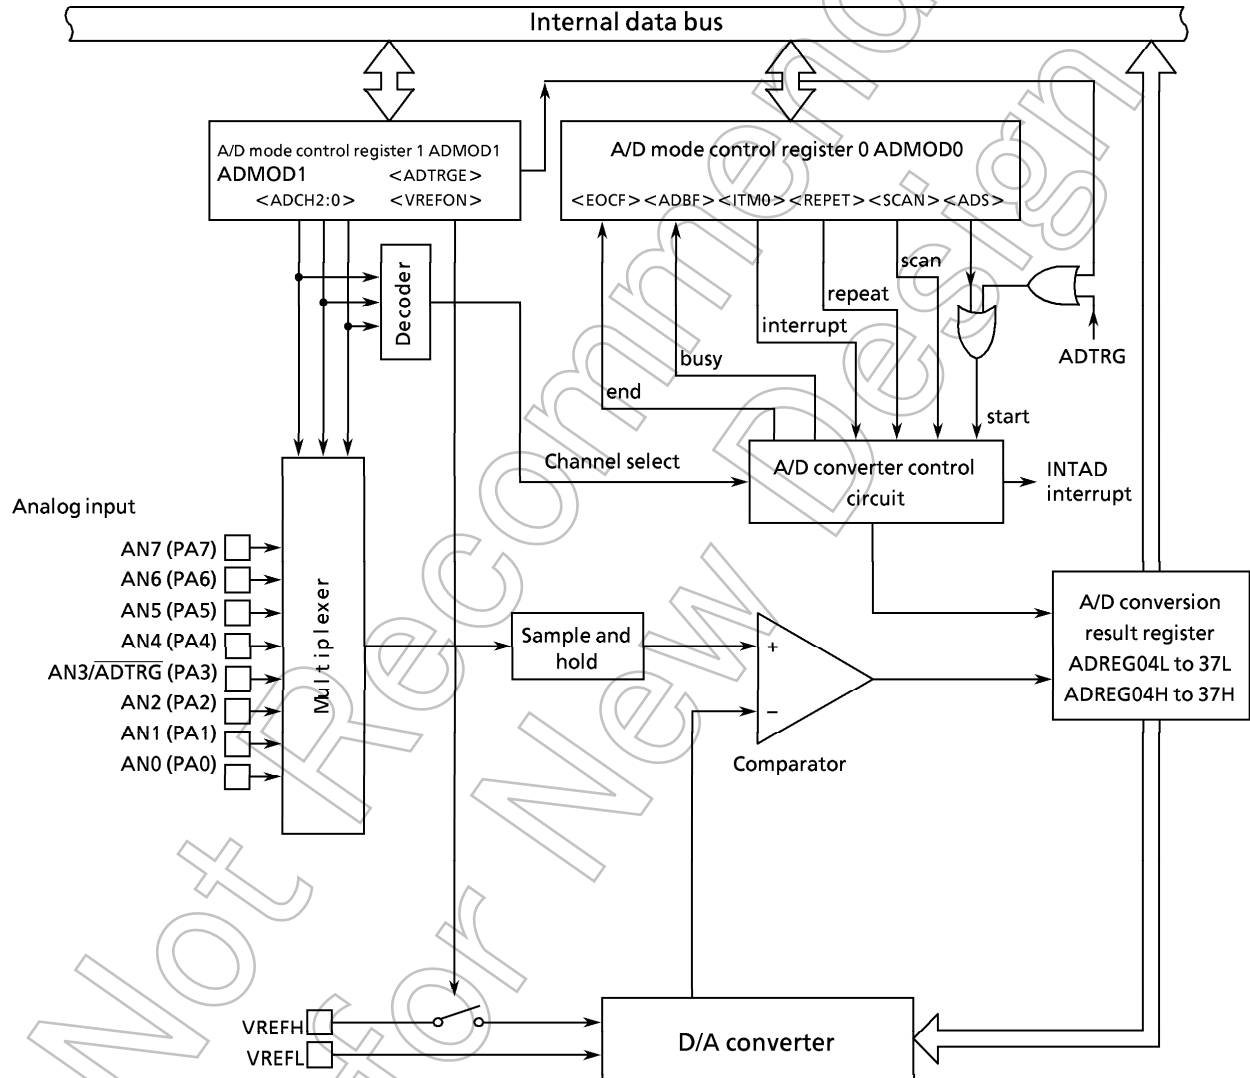 Internal data bus
A/D mode control register 1 ADMOD1
ADMOD1
<ADTRGE>
<ADCH2:0>
<VREFON>
A/D mode control register 0 ADMOD0
<EOCF> <ADBF> <ITM0> <REPET> <SCAN> <ADS>
Decoder
scan
repeat
interrupt
busy
end
ADTRG
start
Channel select
A/D converter control
circuit
INTAD
interrupt
Analog input
AN7 (PA7)
AN6 (PA6)
AN5 (PA5)
AN4 (PA4)
AN3/ADTRG (PA3)
AN2 (PA2)
AN1 (PA1)
AN0 (PA0)
Multiplexer
Sample and
hold
+
−
Comparator
A/D conversion
result register
ADREG04L to 37L
ADREG04H to 37H
VREFH
VREFL
D/A converter
Not Recommend
for New Design